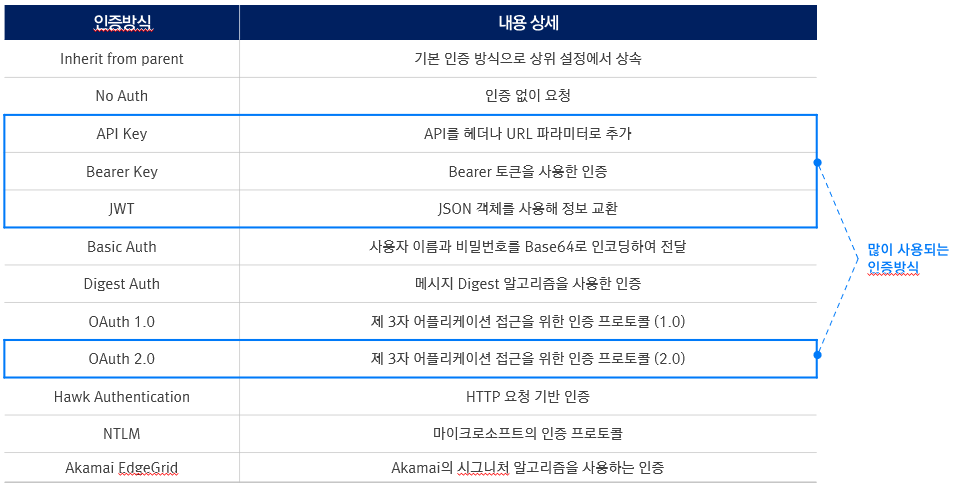 인증방식 내용 상세
Inherit from parent 기본 인증 방식으로 상위 설정에서 상속
No Auth 인증 없이 요청
API Key API를 헤더나 URL 파라미터로 추가
Bearer Key Bearer 토큰을 사용한 인증
JWT JSON 객체를 사용해 정보 교환
Basic Auth 사용자 이름과 비밀번호를 Base64로 인코딩하여 전달
Digest Auth 메시지 Digest 알고리즘을 사용한 인증
OAuth 1.0 제 3자 어플리케이션 접근을 위한 인증 프로토콜 (1.0)
OAuth 2.0 제 3자 어플리케이션 접근을 위한 인증 프로토콜 (2.0)
Hawk Authentication HTTP 요청 기반 인증
NTLM 마이크로소프트의 인증 프로토콜
Akamai EdgeGrid Akamai의 시그니처 알고리즘을 사용하는 인증
많이 사용되는
인증방식